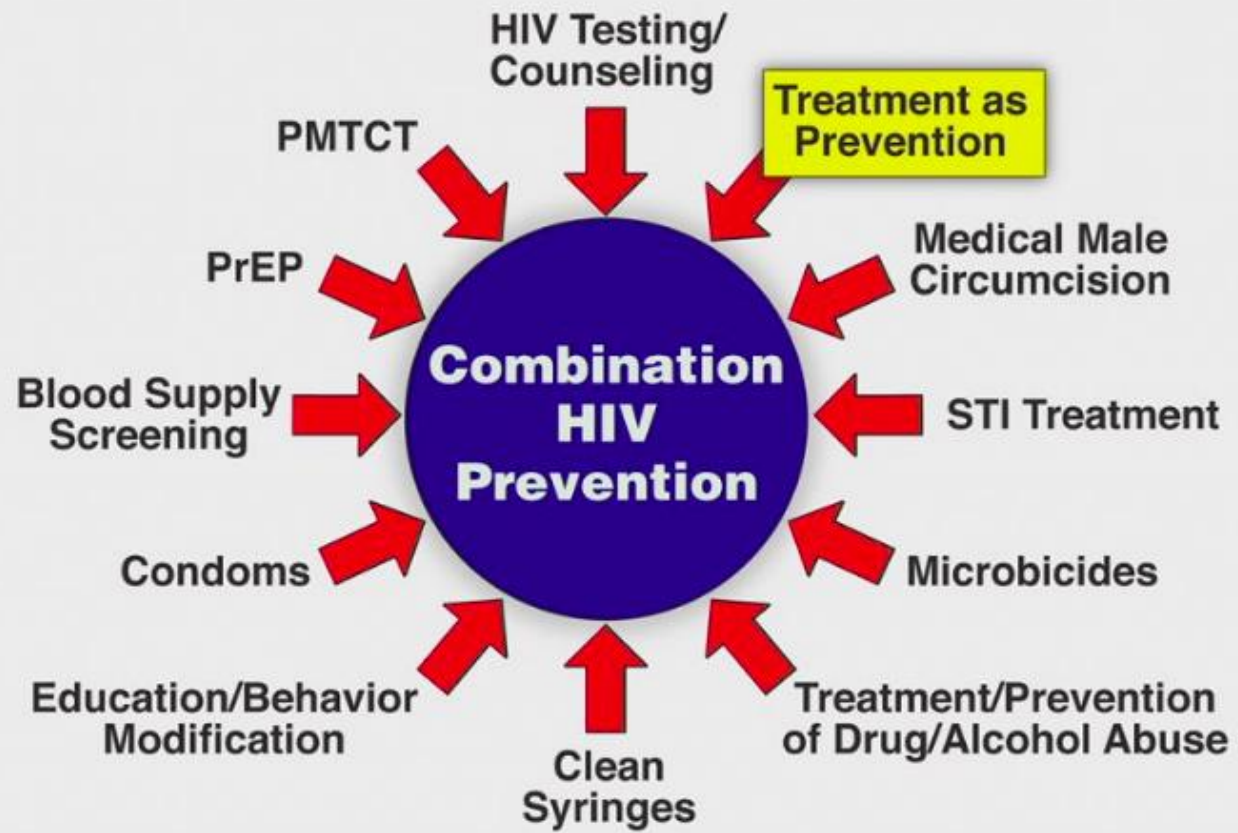 HIV Testing/
Counseling
Treatment as
Prevention
PMTCT
Medical Male
Circumcision
PrEP
Combination
HIV
Prevention
Blood Supply
Screening
STI Treatment
Condoms
Microbicides
Education/Behavior
Modification
Treatment/Prevention
of Drug/Alcohol Abuse
Clean
Syringes